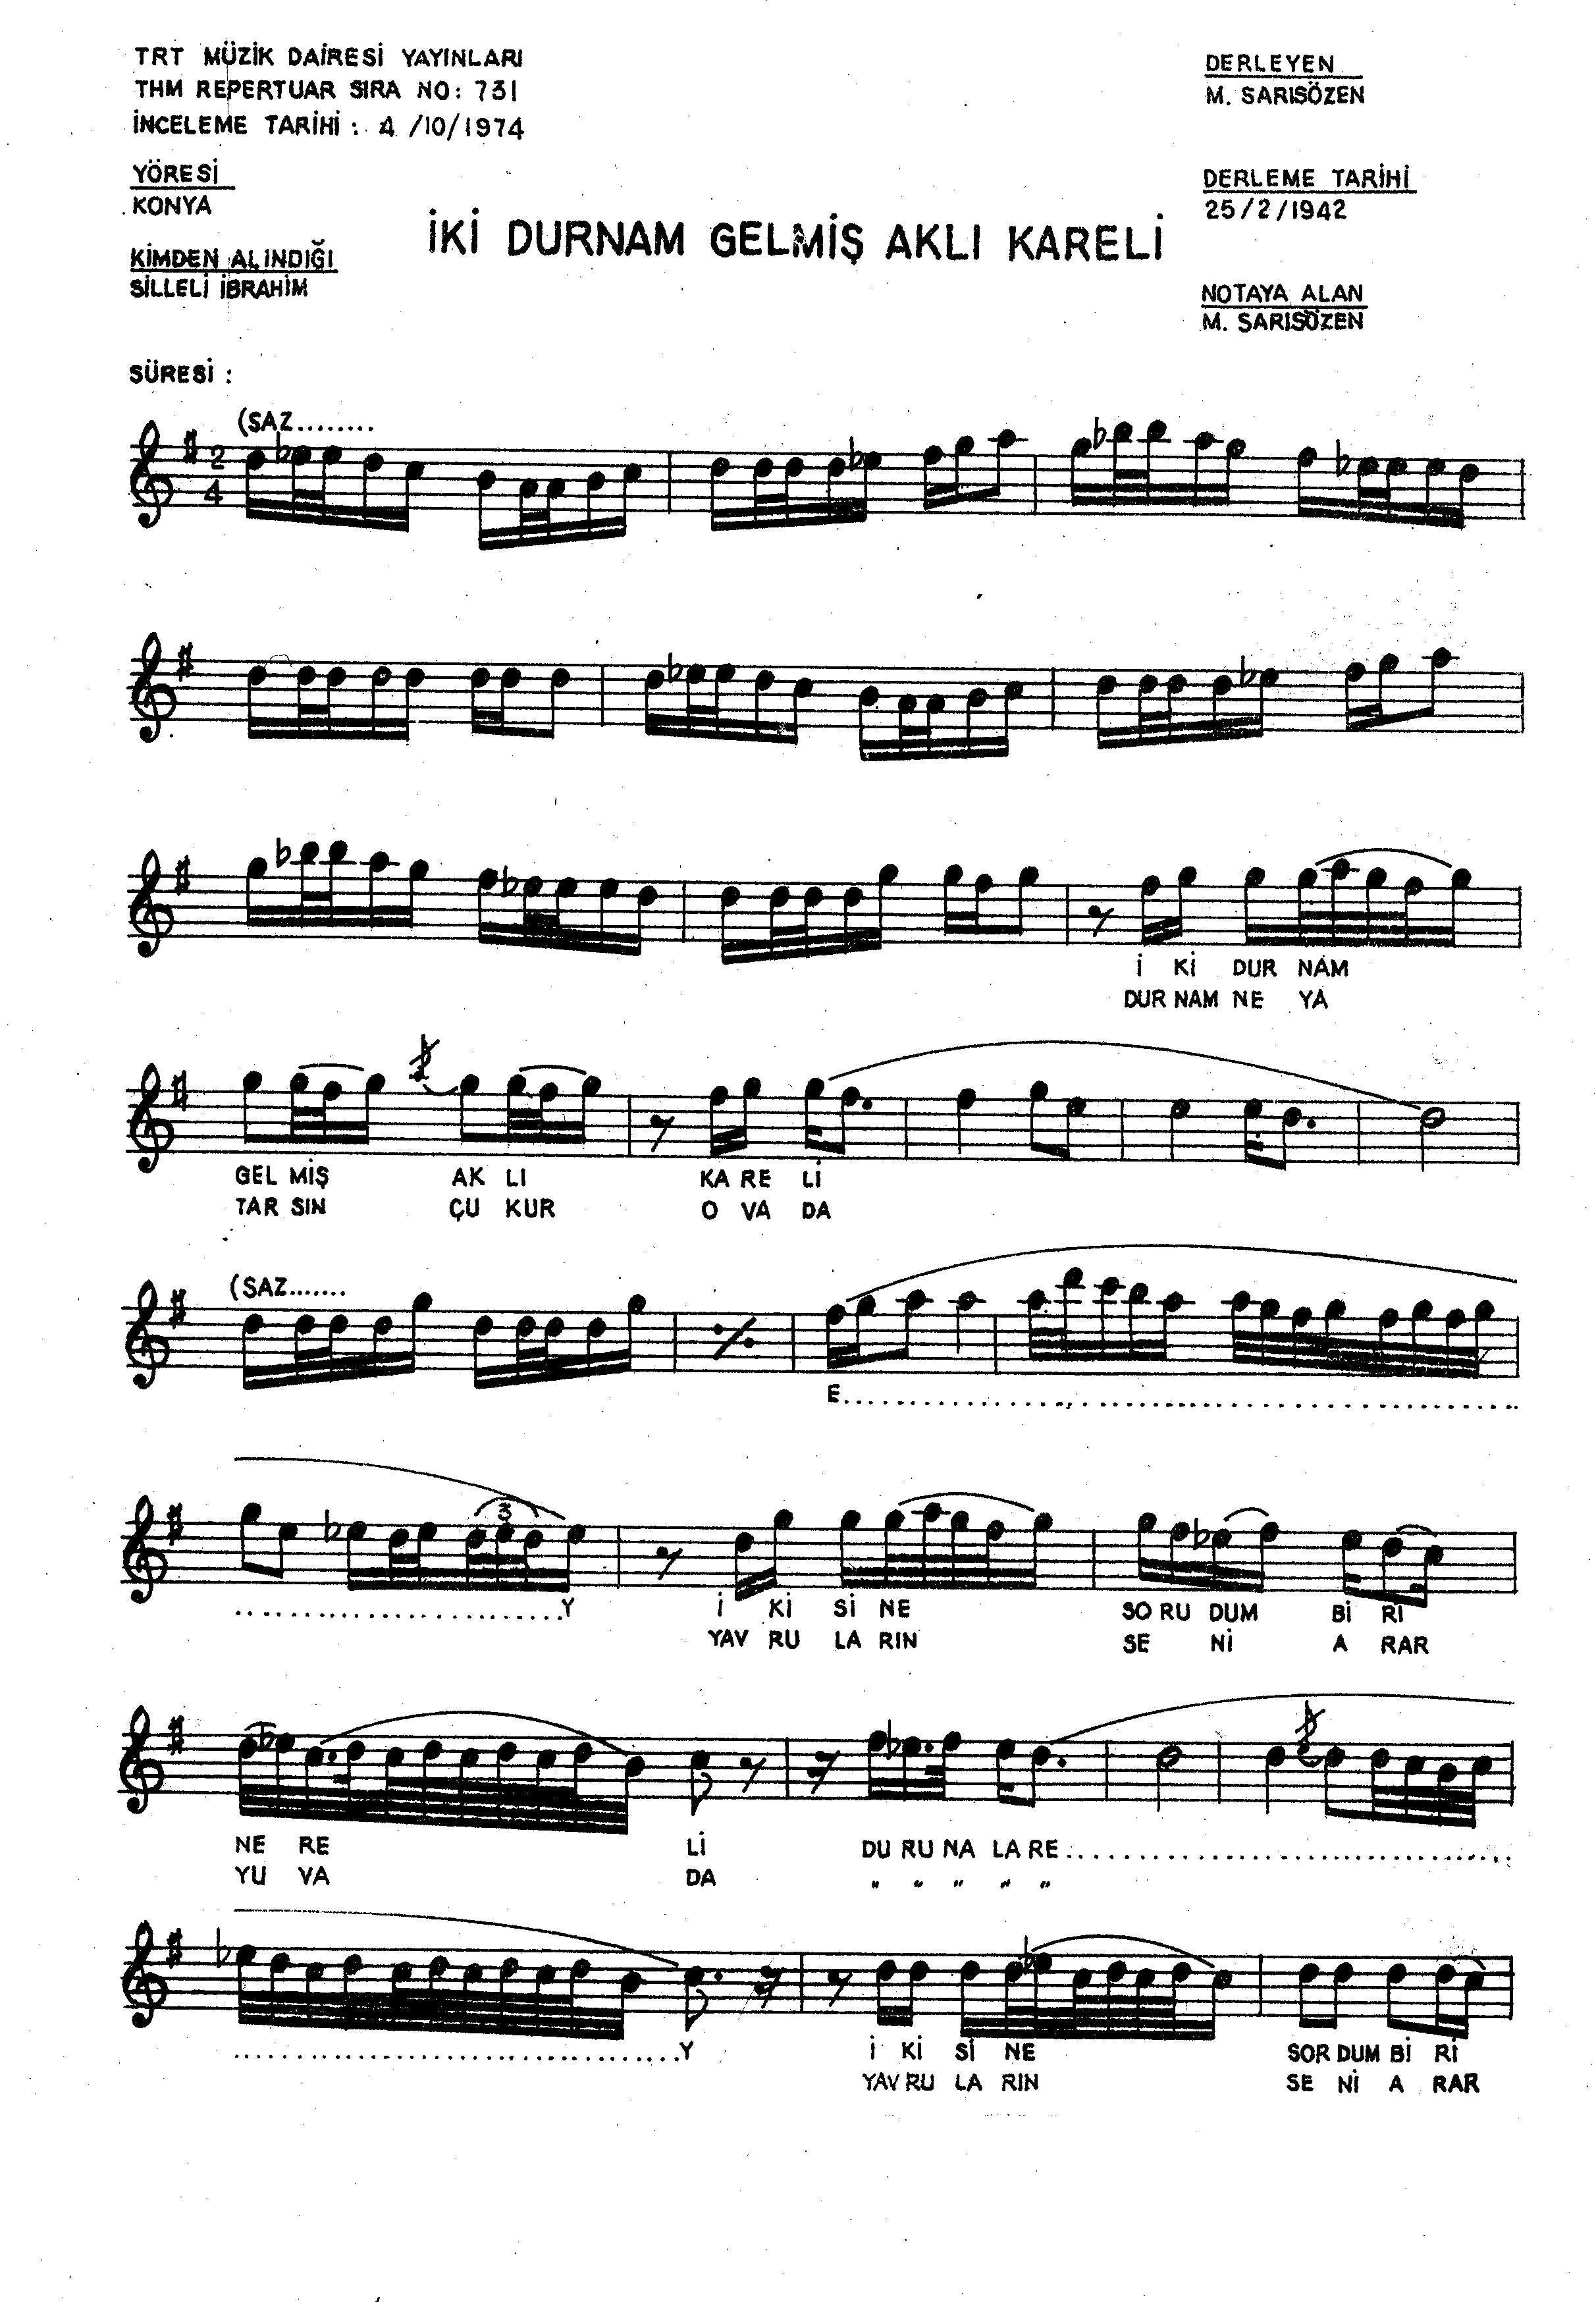 TRT MÜZİK DAİRESİ YAYINLARI
THM REPERTUAR SIRA NO: 731
İNCELEME TARİHİ : 4 /10/1974
DERLEYEN
M. SARISÖZEN
YÖRESİ
KONYA
DERLEME TARİHİ
25/2/1942
İKİ DURNAM GELMİŞ AKLI KARELİ
KİMDEN ALINDIĞI
SİLLELİ İBRAHİM
NOTAYA ALAN
M. SARISÖZEN
SÜRESİ :
(SAZ........
2
4
İ Kİ DUR NAM
DUR NAM NE YA
GEL MİŞ AK LI KA RE Lİ
TAR SIN ÇU KUR O VA DA
(SAZ.......
E..............................
3
..............................Y İ Kİ Sİ NE SO RU DUM Bİ RI
YAV RU LA RIN SE Nİ A RAR
NE RE Lİ DU RU NA LA RE..............................
YU VA DA " " " " "
..............................Y İ Kİ Sİ NE SOR DUM Bİ Rİ
YAV RU LA RIN SE Nİ A RAR